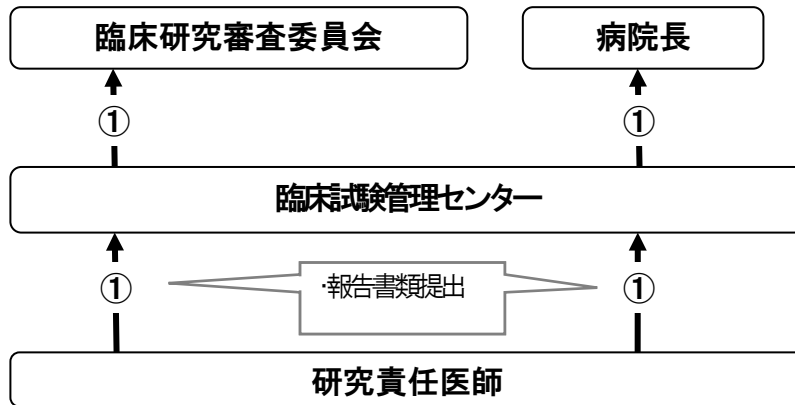 臨床研究審査委員会
病院長
①
①
臨床試験管理センター
①
・報告書類提出
①
研究責任医師